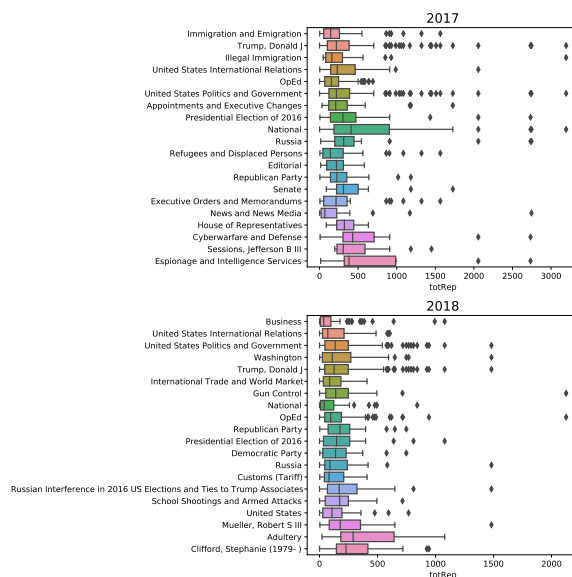 2017
Immigration and Emigration
Trump, Donald J
Illegal Immigration
United States International Relations
OpEd
United States Politics and Government
Appointments and Executive Changes
Presidential Election of 2016
National
Russia
Refugees and Displaced Persons
Editorial
Republican Party
Senate
Executive Orders and Memorandums
News and News Media
House of Representatives
Cyberwarfare and Defense
Sessions, Jefferson B III
Espionage and Intelligence Services
0 500 1000 1500 2000 2500 3000
totRep
2018
Business
United States International Relations
United States Politics and Government
Washington
Trump, Donald J
International Trade and World Market
Gun Control
National
OpEd
Republican Party
Presidential Election of 2016
Democratic Party
Russia
Customs (Tariff)
Russian Interference in 2016 US Elections and Ties to Trump Associates
School Shootings and Armed Attacks
United States
Mueller, Robert S III
Adultery
Clifford, Stephanie (1979- )
0 500 1000 1500 2000
totRep